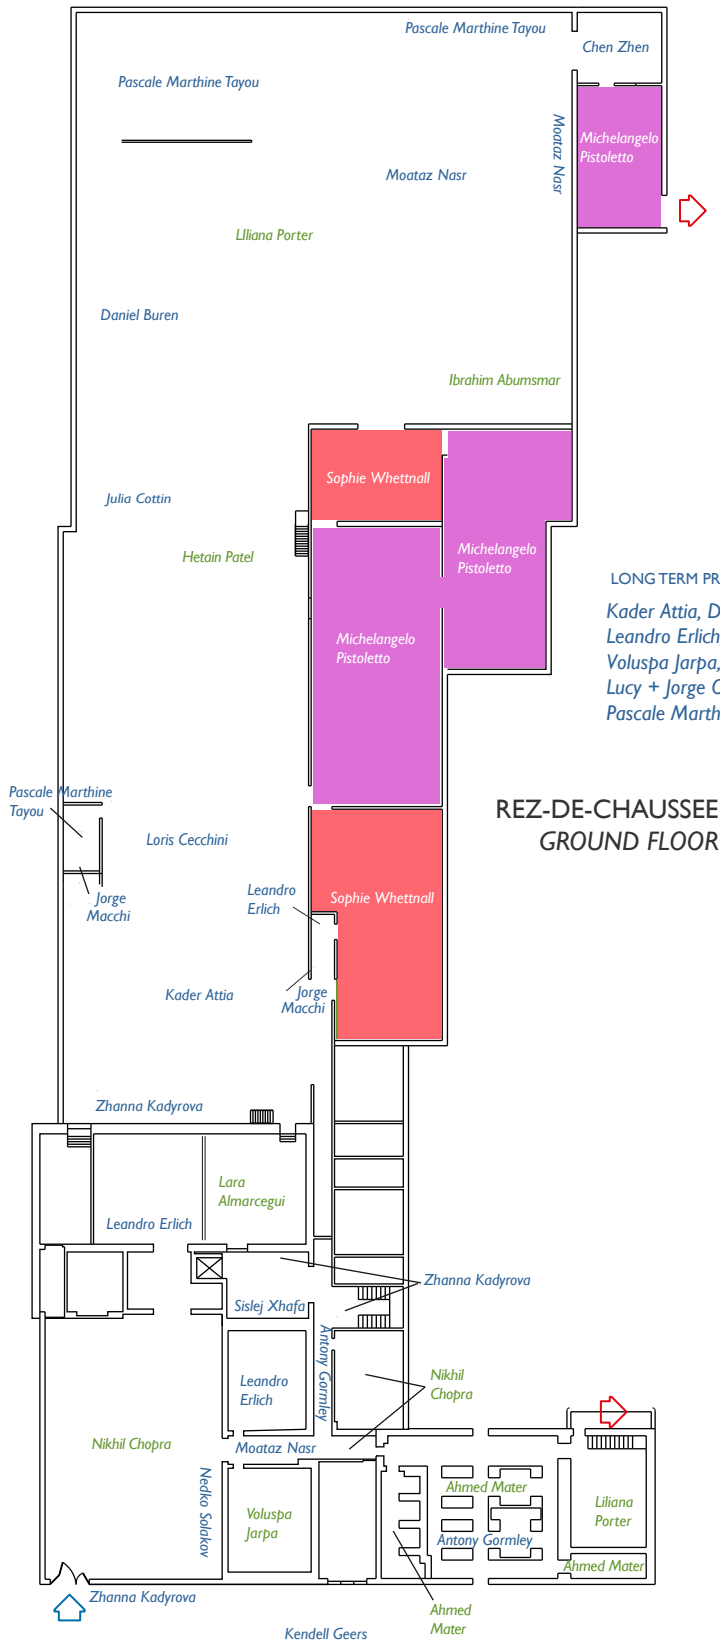 Pascale Marthine Tayou
Chen Zhen
Pascale Marthine Tayou
Moataz Nasr
Michelangelo
Pistoletto
Moataz Nasr
LIliana Porter
Daniel Buren
Ibrahim Abumsmar
Sophie Whettnall
Julia Cottin
Hetain Patel
Michelangelo
Pistoletto
LONG TERM PR
Kader Attia, D
Leandro Erlich
Voluspa Jarpa,
Lucy + Jorge O
Pascale Marth
Michelangelo
Pistoletto
Pascale Marthine
Tayou
REZ-DE-CHAUSSEE
GROUND FLOOR
Loris Cecchini
Leandro
Erlich
Sophie Whettnall
Jorge
Macchi
Kader Attia
Jorge
Macchi
Zhanna Kadyrova
Lara
Almarcegui
Leandro Erlich
Zhanna Kadyrova
Sislej Xhafa
Antony Gormley
Leandro
Erlich
Nikhil
Chopra
Nikhil Chopra
Moataz Nasr
Nedko Solakov
Voluspa
Jarpa
Ahmed Mater
Liliana
Porter
Antony Gormley
Ahmed Mater
Zhanna Kadyrova
Ahmed
Mater
Kendell Geers